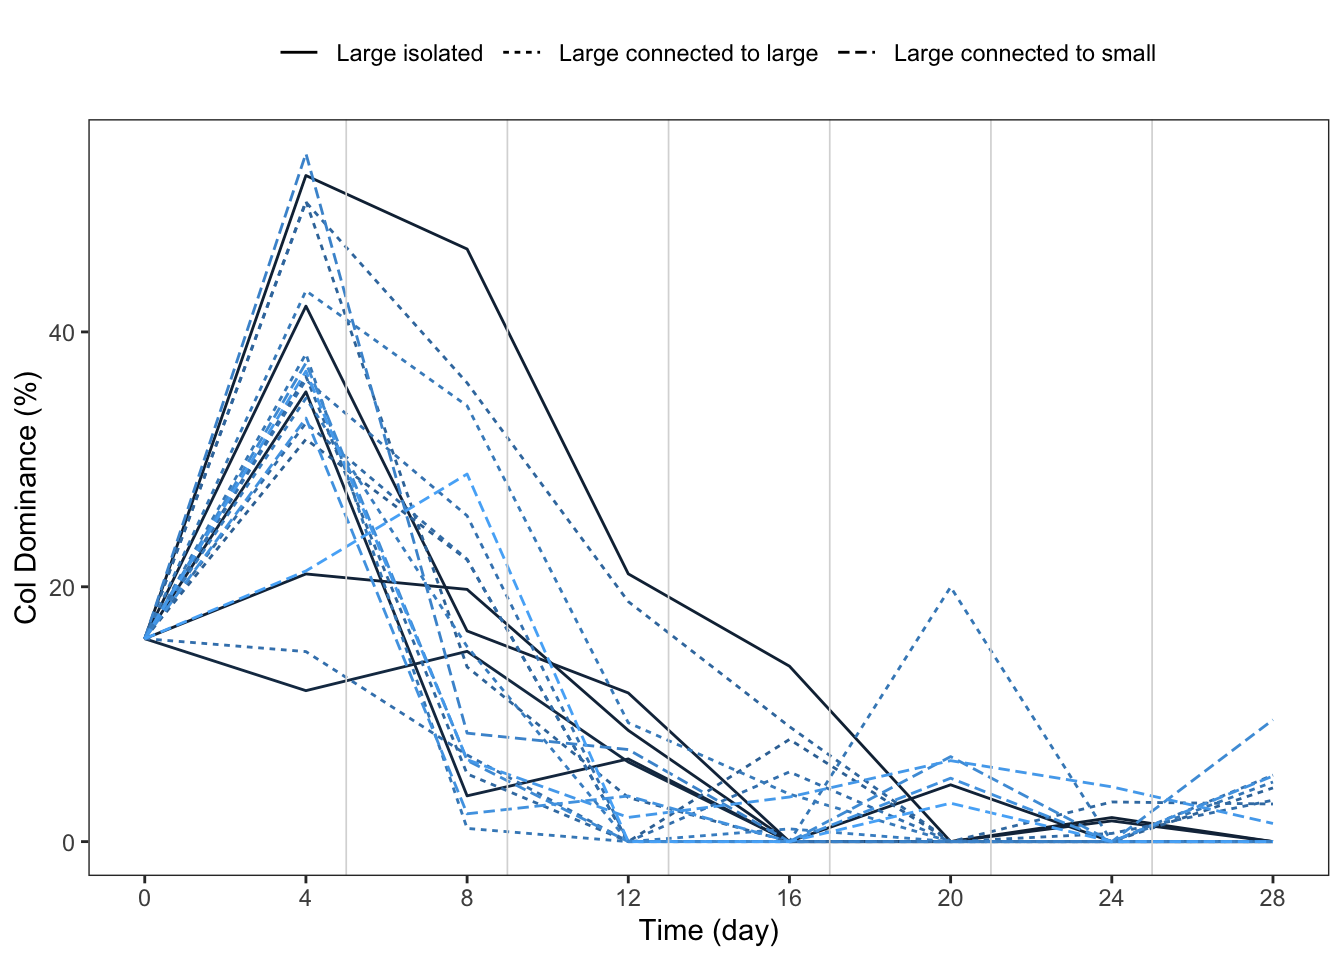 Large isolated Large connected to large Large connected to small
Col Dominance (%)
40
20
0
0 4 8 12 16 20 24 28
Time (day)